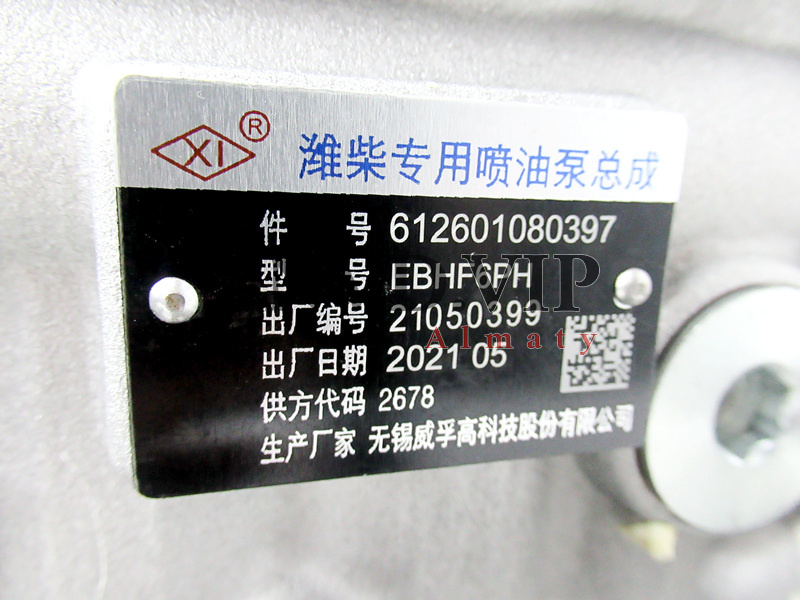 XI ®
潍柴专用喷油泵总成
件 号 612601080397
型 号 EBHF6PH
VIP
出厂编号 21050399
Almaty
出厂日期 2021 05
供方代码 2678
生产厂家 无锡威孚高科技股份有限公司